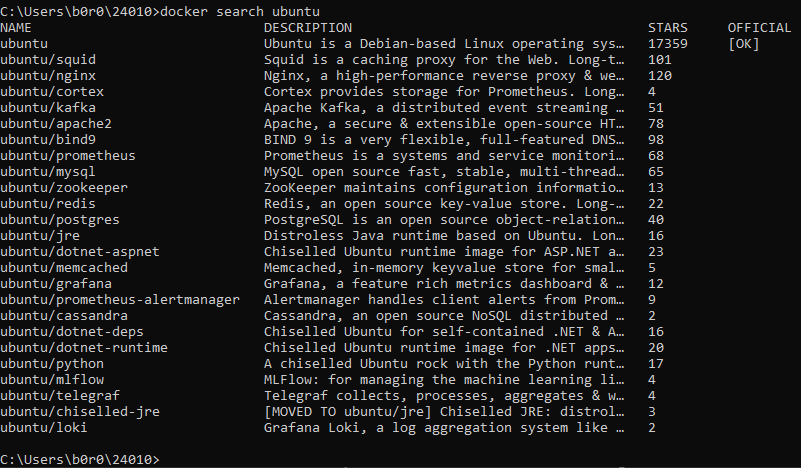 C:\Users\b0r0\24010>docker search ubuntu
NAME DESCRIPTION STARS OFFICIAL
ubuntu Ubuntu is a Debian-based Linux operating sys… 17359 [OK]
ubuntu/squid Squid is a caching proxy for the Web. Long-t… 101
ubuntu/nginx Nginx, a high-performance reverse proxy & we… 120
ubuntu/cortex Cortex provides storage for Prometheus. Long… 4
ubuntu/kafka Apache Kafka, a distributed event streaming … 51
ubuntu/apache2 Apache, a secure & extensible open-source HT… 78
ubuntu/bind9 BIND 9 is a very flexible, full-featured DNS… 98
ubuntu/prometheus Prometheus is a systems and service monitori… 68
ubuntu/mysql MySQL open source fast, stable, multi-thread… 65
ubuntu/zookeeper ZooKeeper maintains configuration informatio… 13
ubuntu/redis Redis, an open source key-value store. Long-… 22
ubuntu/postgres PostgreSQL is an open source object-relation… 40
ubuntu/jre Distroless Java runtime based on Ubuntu. Lon… 16
ubuntu/dotnet-aspnet Chiselled Ubuntu runtime image for ASP.NET a… 23
ubuntu/memcached Memcached, in-memory keyvalue store for smal… 5
ubuntu/grafana Grafana, a feature rich metrics dashboard & … 12
ubuntu/prometheus-alertmanager Alertmanager handles client alerts from Prom… 9
ubuntu/cassandra Cassandra, an open source NoSQL distributed … 2
ubuntu/dotnet-deps Chiselled Ubuntu for self-contained .NET & A… 16
ubuntu/dotnet-runtime Chiselled Ubuntu runtime image for .NET apps… 20
ubuntu/python A chiselled Ubuntu rock with the Python runt… 17
ubuntu/mlflow MLFlow: for managing the machine learning li… 4
ubuntu/telegraf Telegraf collects, processes, aggregates & w… 4
ubuntu/chiselled-jre [MOVED TO ubuntu/jre] Chiselled JRE: distrol… 3
ubuntu/loki Grafana Loki, a log aggregation system like … 2
C:\Users\b0r0\24010>